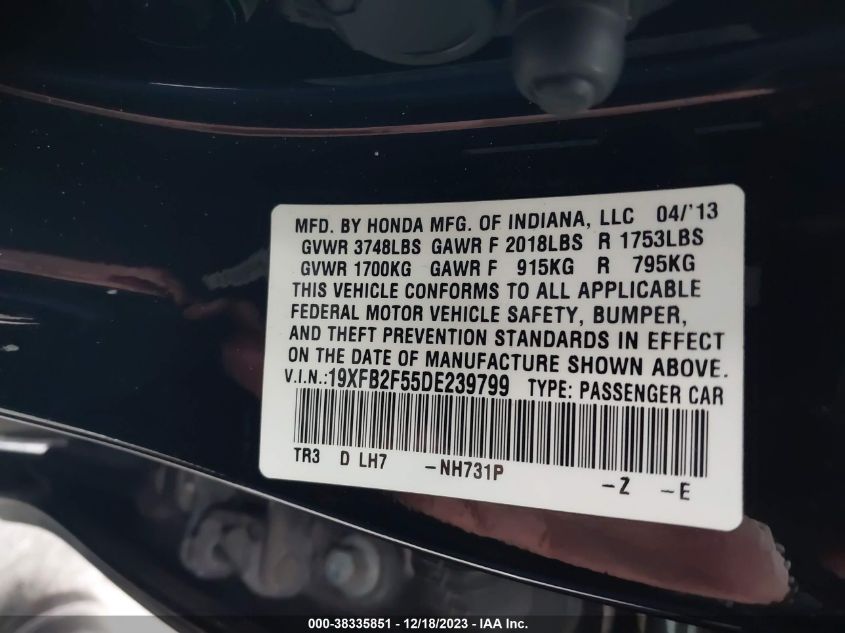 MFD. BY HONDA MFG. OF INDIANA, LLC 04/'13
GVWR 3748LBS GAWR F 2018LBS R 1753LBS
GVWR 1700KG GAWR F 915KG R 795KG
THIS VEHICLE CONFORMS TO ALL APPLICABLE
FEDERAL MOTOR VEHICLE SAFETY, BUMPER,
AND THEFT PREVENTION STANDARDS IN EFFECT
ON THE DATE OF MANUFACTURE SHOWN ABOVE.
V.I.N.:19XFB2F55DE239799 TYPE: PASSENGER CAR
TR3 D LH7 -NH731P -Z -E
000-38335851 - 12/18/2023 - IAA Inc.